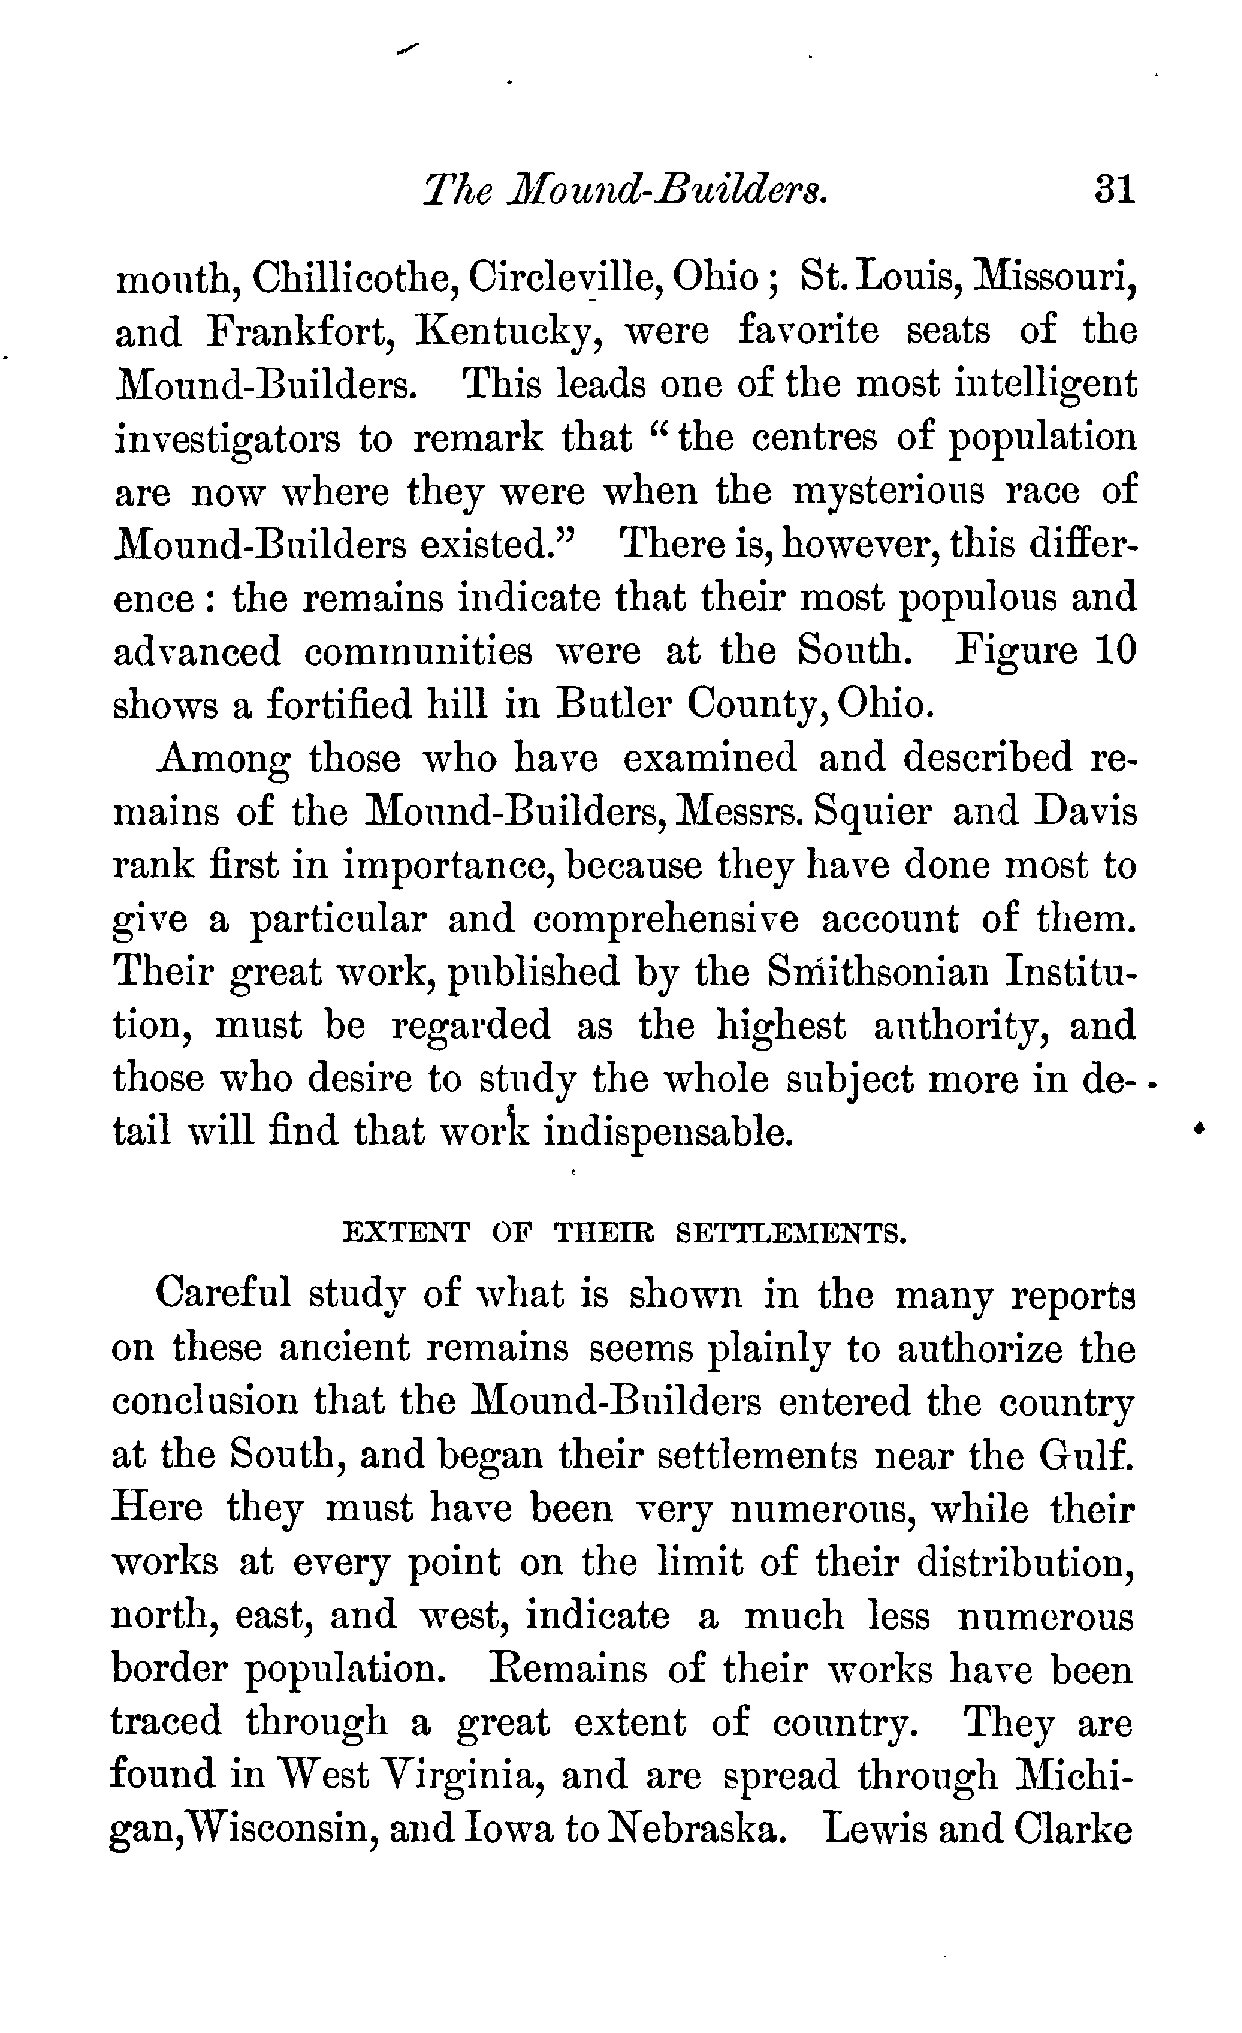 The Mound-Builders. 31
mouth, Chillicothe, Circleville, Ohio; St. Louis, Missouri,
and Frankfort, Kentucky, were favorite seats of the
Mound-Builders. This leads one of the most intelligent
investigators to remark that “the centres of population
are now where they were when the mysterious race of
Mound-Builders existed.” There is, however, this differ-
ence: the remains indicate that their most populous and
advanced communities were at the South. Figure 10
shows a fortified hill in Butler County, Ohio.
Among those who have examined and described re-
mains of the Mound-Builders, Messrs. Squier and Davis
rank first in importance, because they have done most to
give a particular and comprehensive account of them.
Their great work, published by the Smithsonian Institu-
tion, must be regarded as the highest authority, and
those who desire to study the whole subject more in de-
tail will find that work indispensable.
EXTENT OF THEIR SETTLEMENTS.
Careful study of what is shown in the many reports
on these ancient remains seems plainly to authorize the
conclusion that the Mound-Builders entered the country
at the South, and began their settlements near the Gulf.
Here they must have been very numerous, while their
works at every point on the limit of their distribution,
north, east, and west, indicate a much less numerous
border population. Remains of their works have been
traced through a great extent of country. They are
found in West Virginia, and are spread through Michi-
gan, Wisconsin, and Iowa to Nebraska. Lewis and Clarke